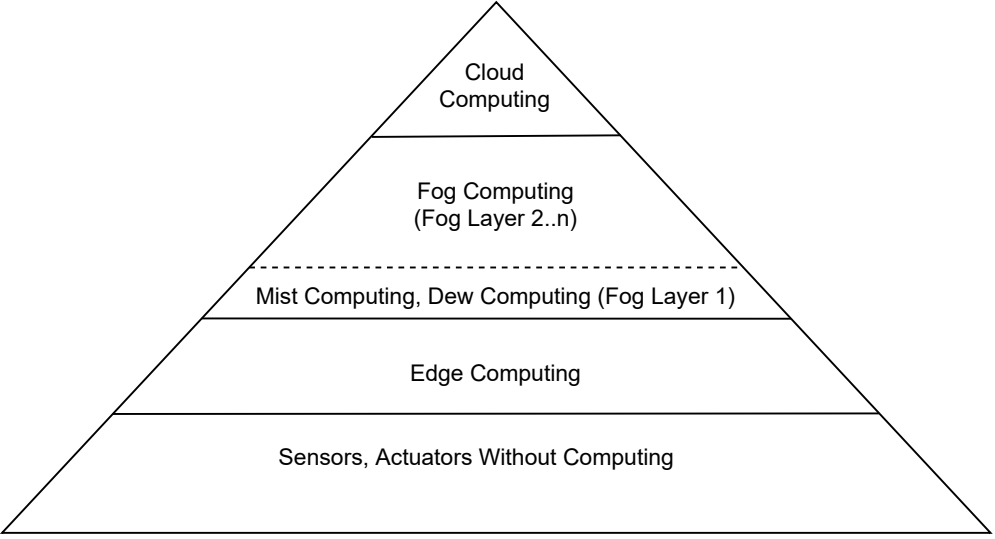 Cloud
Computing
Fog Computing
(Fog Layer 2..n)
Mist Computing, Dew Computing (Fog Layer 1)
Edge Computing
Sensors, Actuators Without Computing